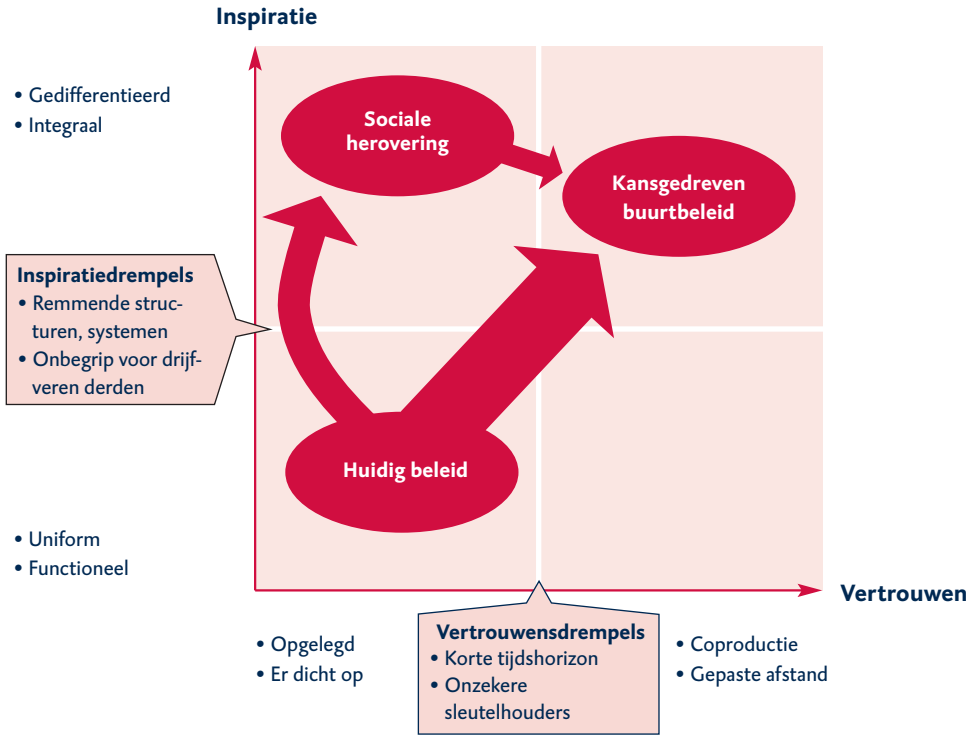 Inspiratie
• Gedifferentieerd
• Integraal
Sociale
herovering
Kansgedreven
buurtbeleid
Inspiratiedrempels
• Remmende struc-
turen, systemen
• Onbegrip voor drijf-
veren derden
Huidig beleid
• Uniform
• Functioneel
Vertrouwen
• Opgelegd
• Er dicht op
Vertrouwensdrempels
• Korte tijdshorizon
• Onzekere
sleutelhouders
• Coproductie
• Gepaste afstand